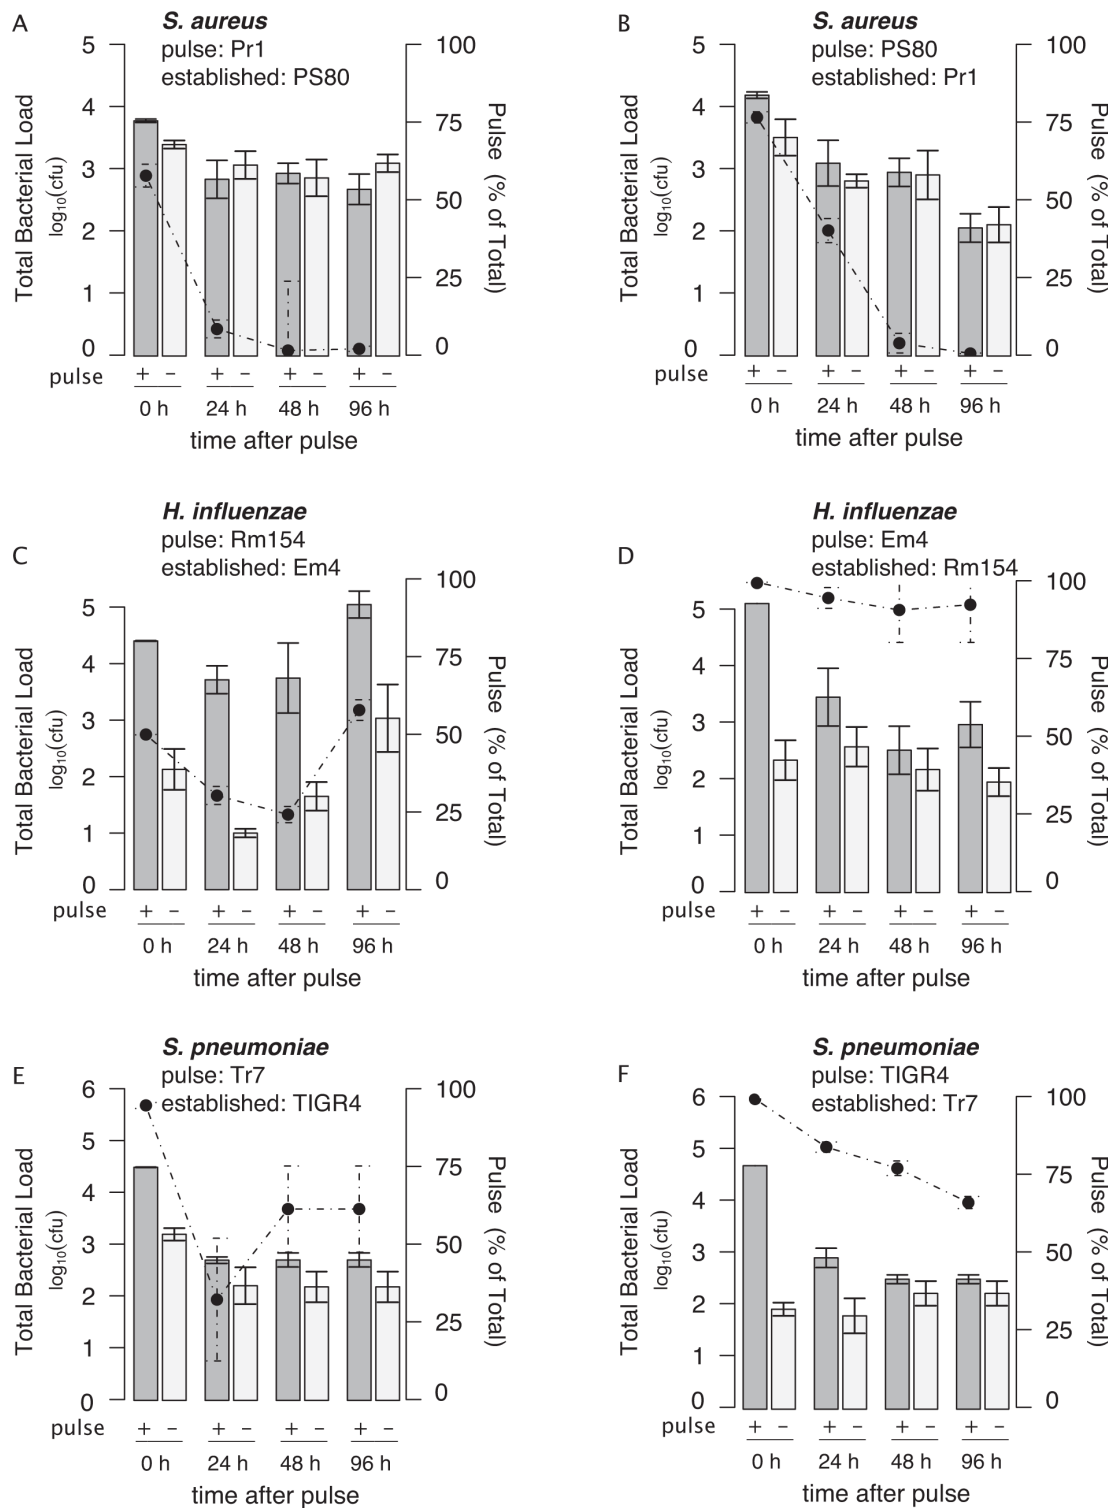 A
S. aureus
pulse: Pr1
established: PS80
5
4
3
2
1
0
Total Bacterial Load
log10(cfu)
100
75
50
25
0
Pulse (% of Total)
pulse + − + − + − + −
0 h 24 h 48 h 96 h
time after pulse
B
S. aureus
pulse: PS80
established: Pr1
5
4
3
2
1
0
Total Bacterial Load
log10(cfu)
100
75
50
25
0
Pulse (% of Total)
pulse + − + − + − + −
0 h 24 h 48 h 96 h
time after pulse
C
H. influenzae
pulse: Rm154
established: Em4
5
4
3
2
1
0
Total Bacterial Load
log10(cfu)
100
75
50
25
0
Pulse (% of Total)
pulse + − + − + − + −
0 h 24 h 48 h 96 h
time after pulse
D
H. influenzae
pulse: Em4
established: Rm154
5
4
3
2
1
0
Total Bacterial Load
log10(cfu)
100
75
50
25
0
Pulse (% of Total)
pulse + − + − + − + −
0 h 24 h 48 h 96 h
time after pulse
E
S. pneumoniae
pulse: Tr7
established: TIGR4
6
5
4
3
2
1
0
Total Bacterial Load
log10(cfu)
100
75
50
25
0
Pulse (% of Total)
pulse + − + − + − + −
0 h 24 h 48 h 96 h
time after pulse
F
S. pneumoniae
pulse: TIGR4
established: Tr7
6
5
4
3
2
1
0
Total Bacterial Load
log10(cfu)
100
75
50
25
0
Pulse (% of Total)
pulse + − + − + − + −
0 h 24 h 48 h 96 h
time after pulse